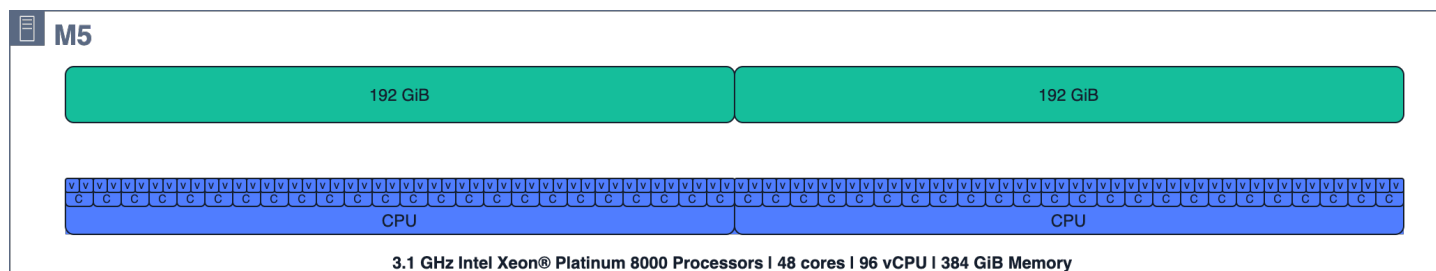 M5
192 GiB 192 GiB
v v v v v v v v v v v v v v v v v v v v v v v v v v v v v v v v v v v v v v v v v v v v v v v v v v v v v v v v v v v v v v v v v v v v v v v v v v v v v v v v v v v v v v v v v v v v v v v v
C C C C C C C C C C C C C C C C C C C C C C C C C C C C C C C C C C C C C C C C C C C C C C C C
CPU CPU
3.1 GHz Intel Xeon® Platinum 8000 Processors | 48 cores | 96 vCPU | 384 GiB Memory